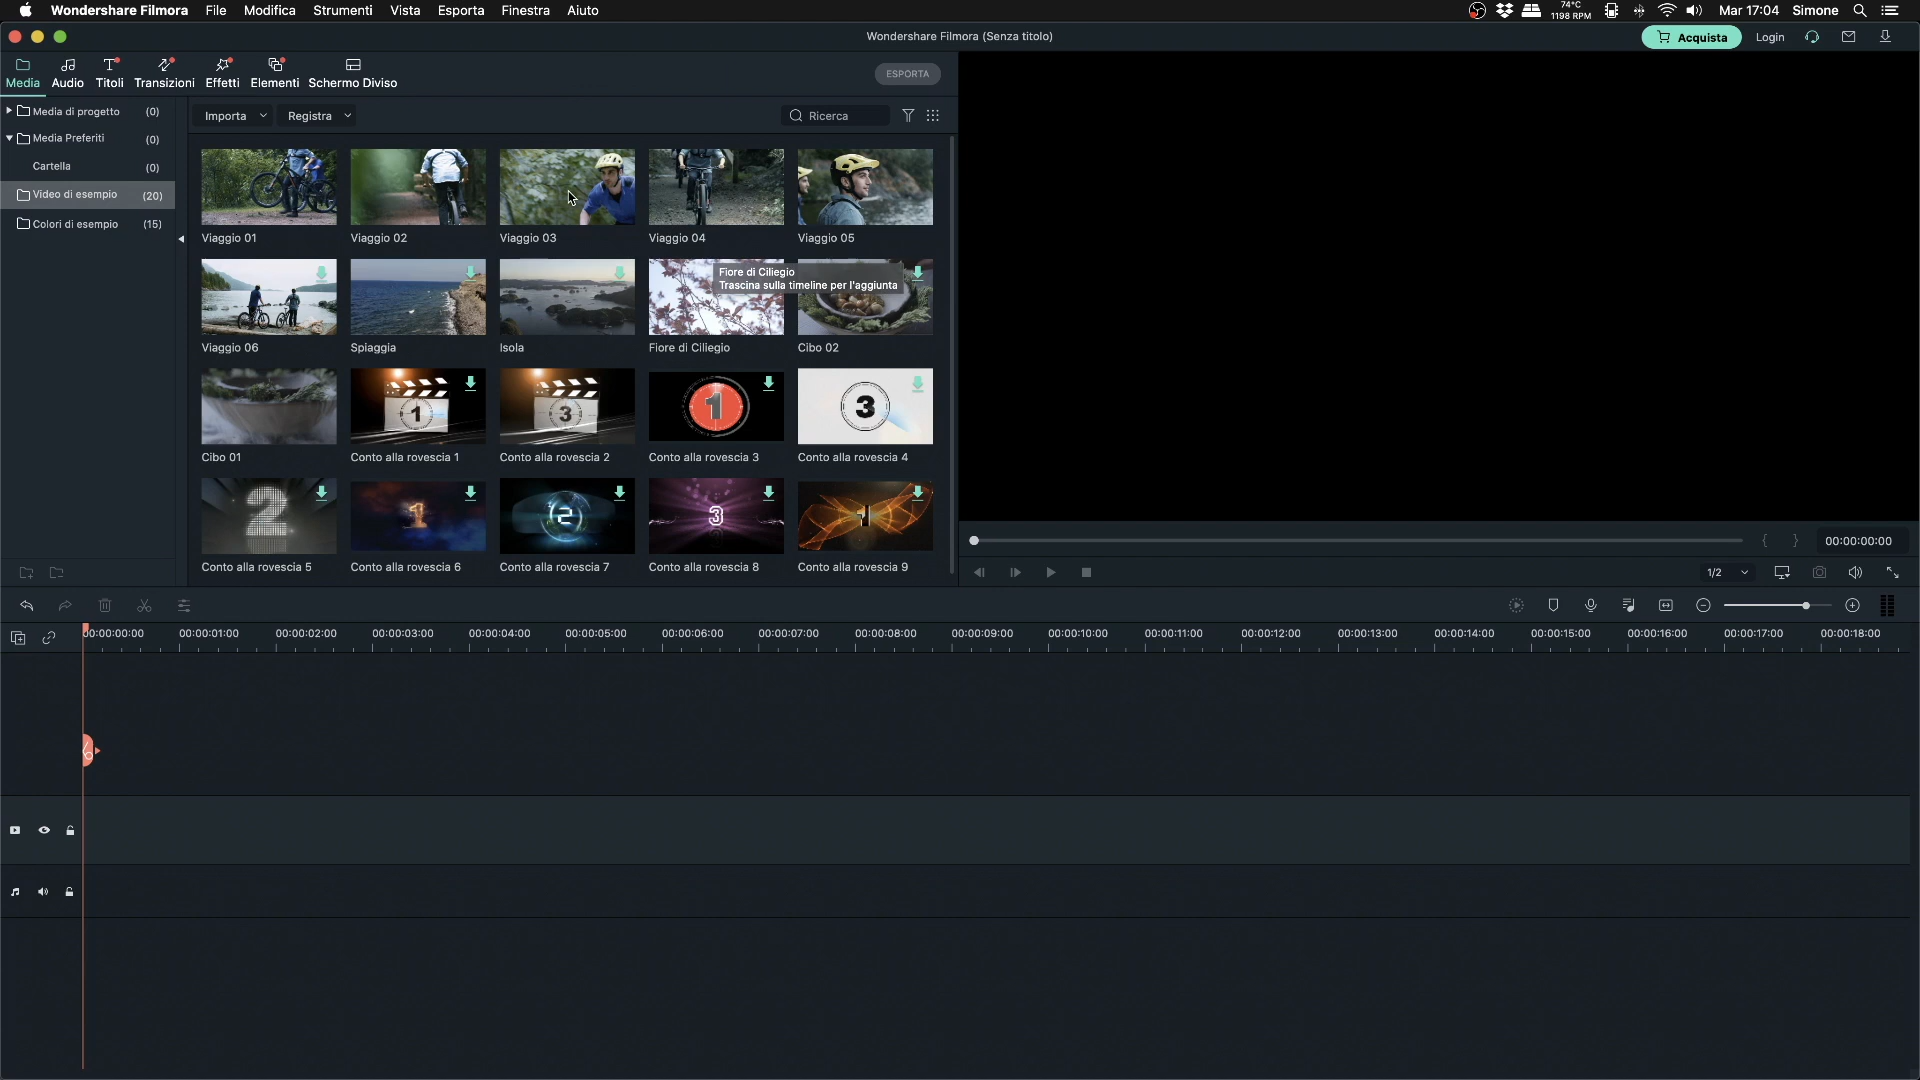 Wondershare Filmora File Modifica Strumenti Vista Esporta Finestra Aiuto
74°C
1198 RPM
Mar 17:04 Simone
Wondershare Filmora (Senza titolo)
Acquista Login
Media Audio Titoli Transizioni Effetti Elementi Schermo Diviso
ESPORTA
Media di progetto (0)
Media Preferiti (0)
Cartella (0)
Video di esempio (20)
Colori di esempio (15)
Importa Registra Ricerca
Viaggio 01 Viaggio 02 Viaggio 03 Viaggio 04 Viaggio 05
Fiore di Ciliegio
Trascina sulla timeline per l'aggiunta
Viaggio 06 Spiaggia Isola Fiore di Ciliegio Cibo 02
1 3 1 3
Cibo 01 Conto alla rovescia 1 Conto alla rovescia 2 Conto alla rovescia 3 Conto alla rovescia 4
2 1 2 3 1
Conto alla rovescia 5 Conto alla rovescia 6 Conto alla rovescia 7 Conto alla rovescia 8 Conto alla rovescia 9
{ } 00:00:00:00
1/2
00:00:00:00 00:00:01:00 00:00:02:00 00:00:03:00 00:00:04:00 00:00:05:00 00:00:06:00 00:00:07:00 00:00:08:00 00:00:09:00 00:00:10:00 00:00:11:00 00:00:12:00 00:00:13:00 00:00:14:00 00:00:15:00 00:00:16:00 00:00:17:00 00:00:18:00